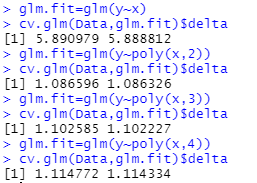 > glm.fit=glm(y~x)
> cv.glm(Data,glm.fit)$delta
[1] 5.890979 5.888812
> glm.fit=glm(y~poly(x,2))
> cv.glm(Data,glm.fit)$delta
[1] 1.086596 1.086326
> glm.fit=glm(y~poly(x,3))
> cv.glm(Data,glm.fit)$delta
[1] 1.102585 1.102227
> glm.fit=glm(y~poly(x,4))
> cv.glm(Data,glm.fit)$delta
[1] 1.114772 1.114334